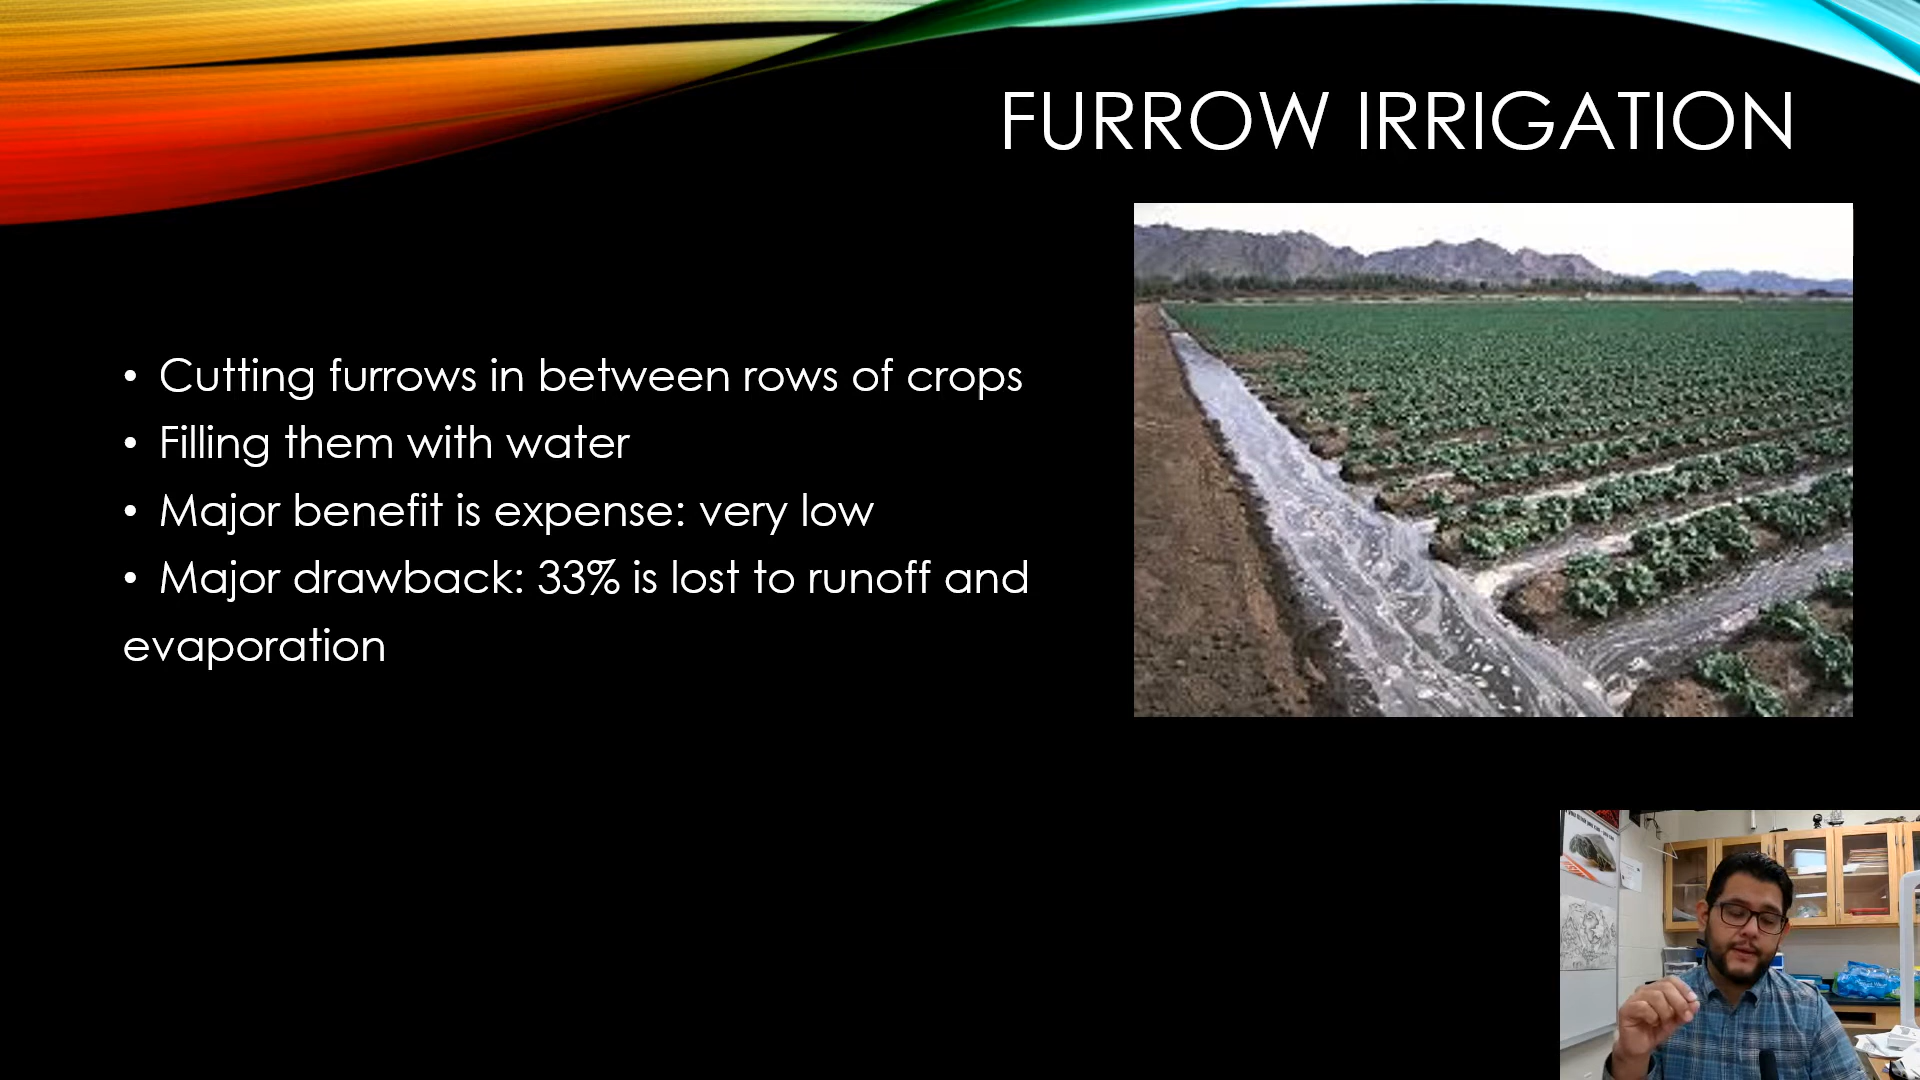 FURROW IRRIGATION
• Cutting furrows in between rows of crops
• Filling them with water
• Major benefit is expense: very low
• Major drawback: 33% is lost to runoff and
evaporation